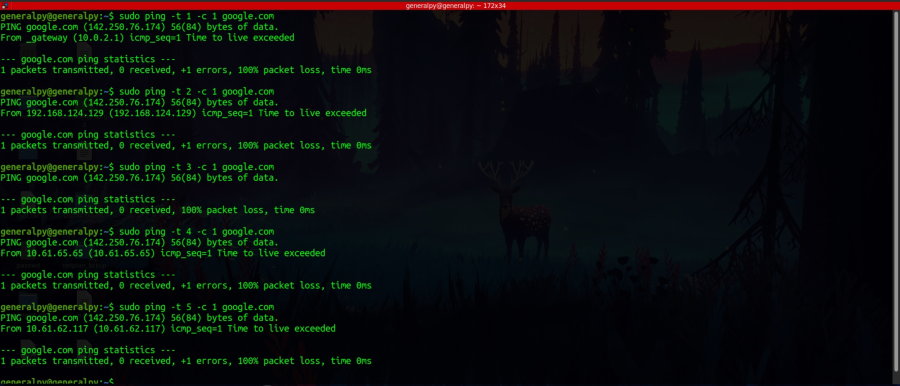 generalpy@generalpy: ~ 172x34
generalpy@generalpy:~$ sudo ping -t 1 -c 1 google.com
PING google.com (142.250.76.174) 56(84) bytes of data.
From _gateway (10.0.2.1) icmp_seq=1 Time to live exceeded
--- google.com ping statistics ---
1 packets transmitted, 0 received, +1 errors, 100% packet loss, time 0ms
generalpy@generalpy:~$ sudo ping -t 2 -c 1 google.com
PING google.com (142.250.76.174) 56(84) bytes of data.
From 192.168.124.129 (192.168.124.129) icmp_seq=1 Time to live exceeded
--- google.com ping statistics ---
1 packets transmitted, 0 received, +1 errors, 100% packet loss, time 0ms
generalpy@generalpy:~$ sudo ping -t 3 -c 1 google.com
PING google.com (142.250.76.174) 56(84) bytes of data.
--- google.com ping statistics ---
1 packets transmitted, 0 received, 100% packet loss, time 0ms
generalpy@generalpy:~$ sudo ping -t 4 -c 1 google.com
PING google.com (142.250.76.174) 56(84) bytes of data.
From 10.61.65.65 (10.61.65.65) icmp_seq=1 Time to live exceeded
--- google.com ping statistics ---
1 packets transmitted, 0 received, +1 errors, 100% packet loss, time 0ms
generalpy@generalpy:~$ sudo ping -t 5 -c 1 google.com
PING google.com (142.250.76.174) 56(84) bytes of data.
From 10.61.62.117 (10.61.62.117) icmp_seq=1 Time to live exceeded
--- google.com ping statistics ---
1 packets transmitted, 0 received, +1 errors, 100% packet loss, time 0ms
generalpy@generalpy:~$